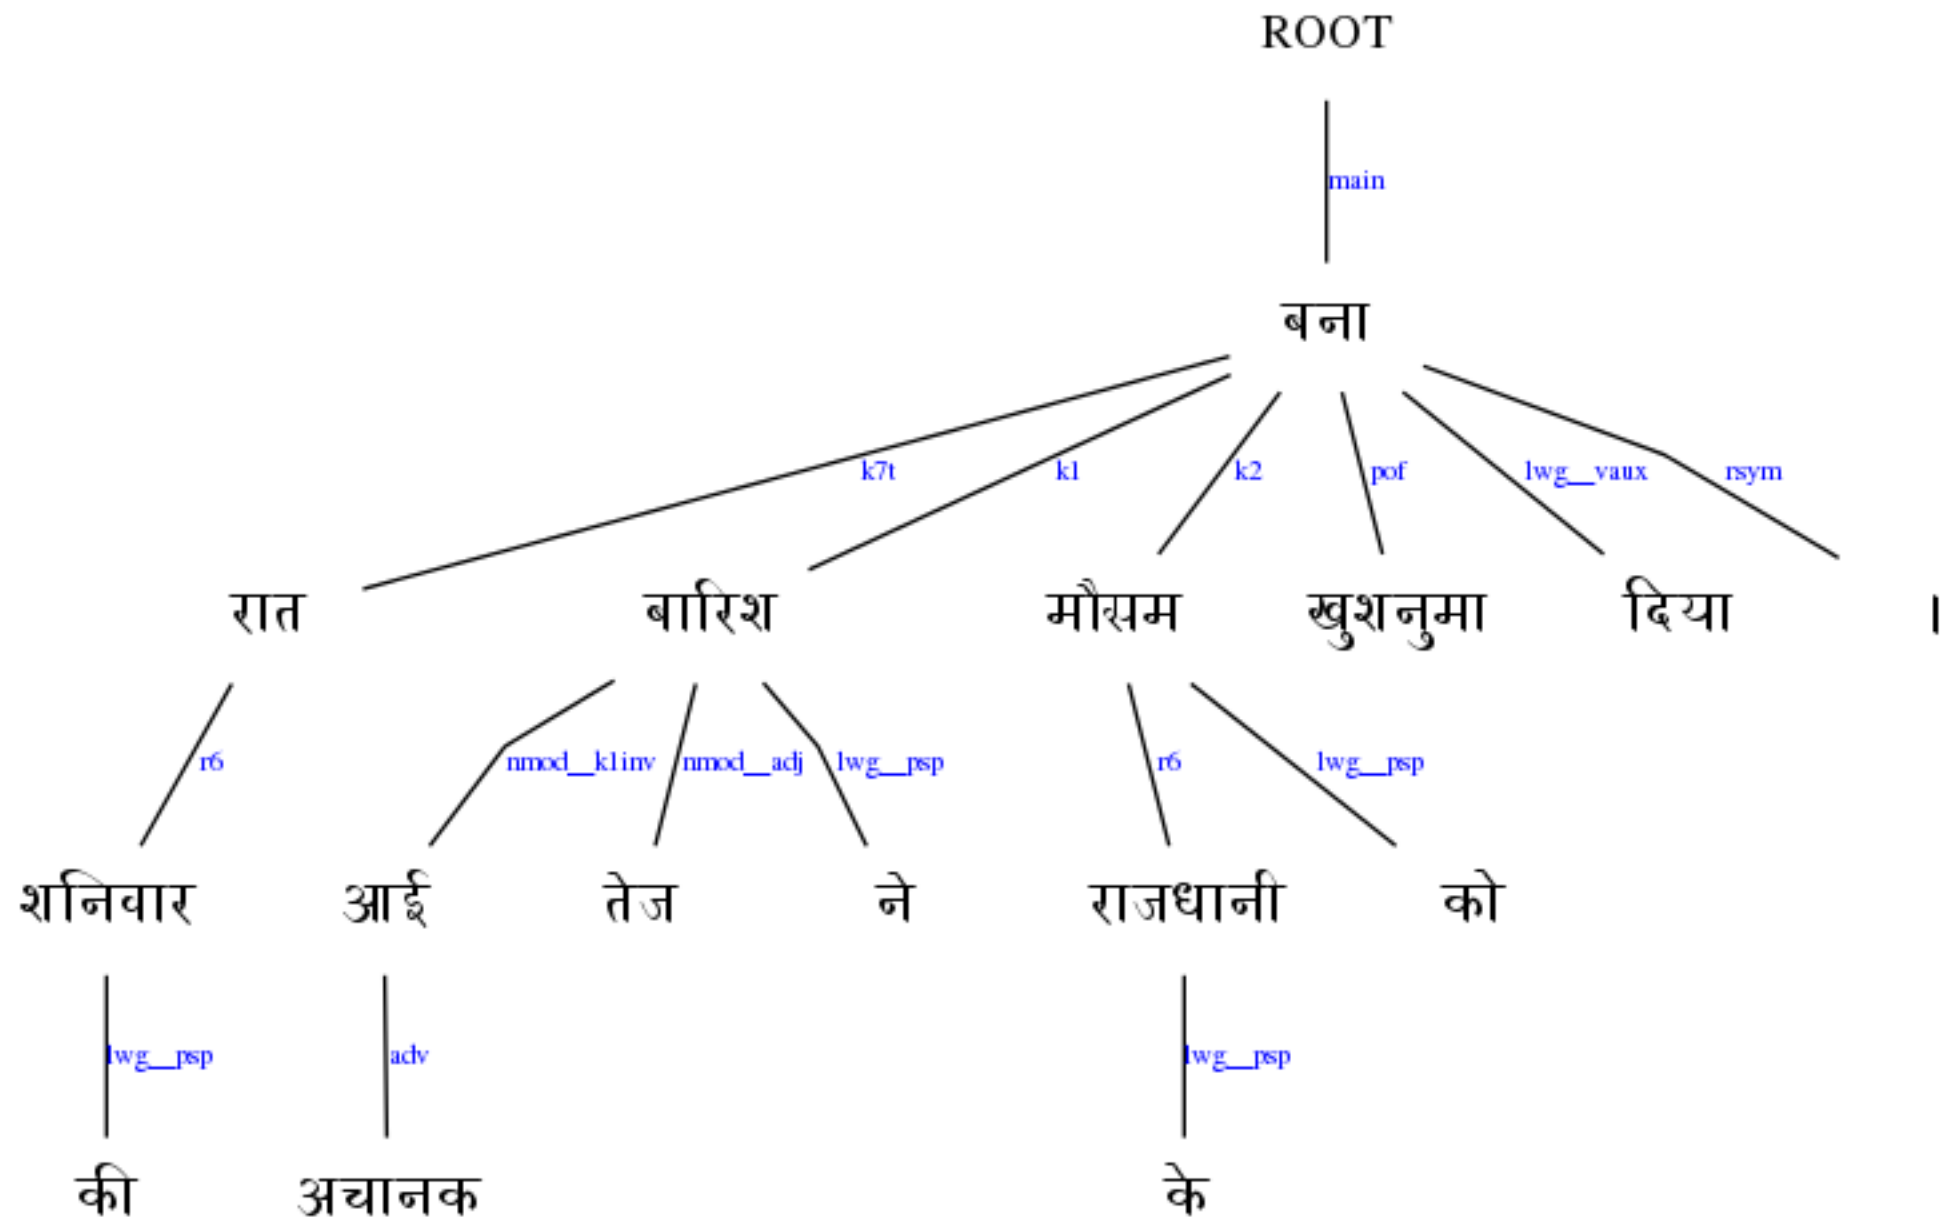 ROOT
main
बना
k7t k1 k2 pof lwg__vaux rsym
रात बारिश मौसम खुशनुमा दिया ।
r6 nmod__k1inv nmod__adj lwg__psp r6 lwg__psp
शनिवार आई तेज ने राजधानी को
lwg__psp adv lwg__psp
की अचानक के